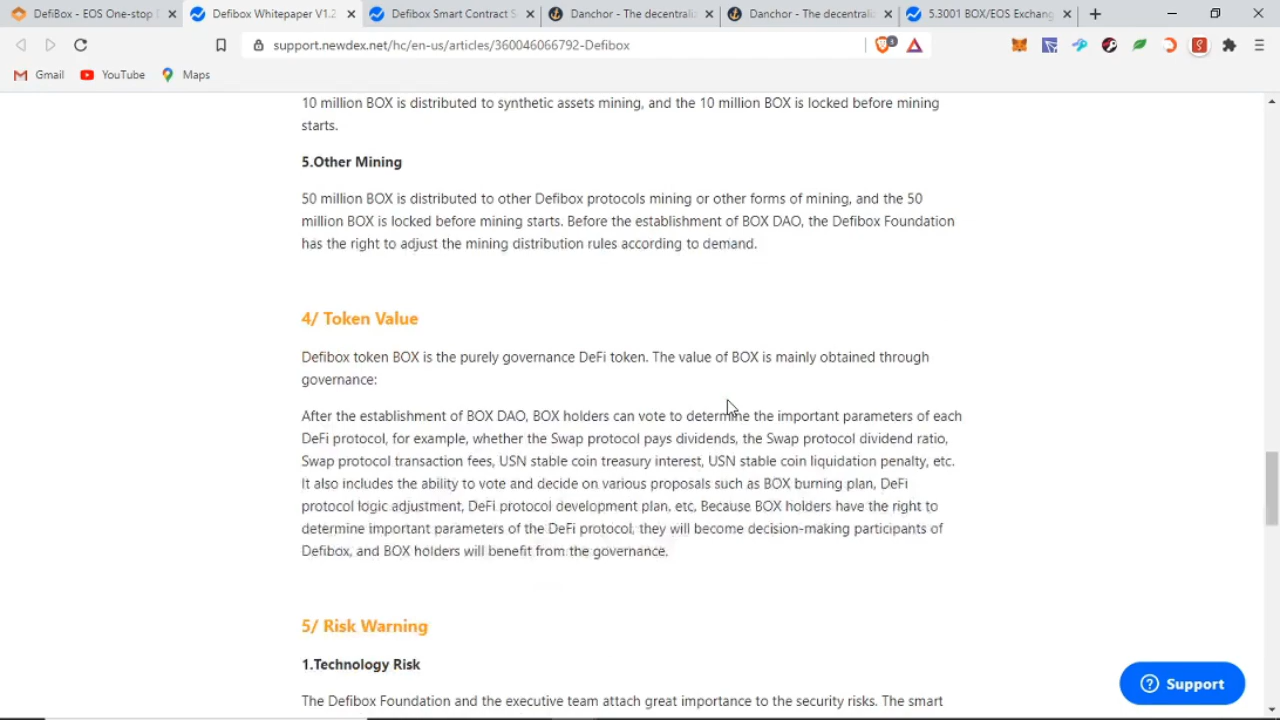 DefiBox - EOS One-stop
Defibox Whitepaper V1.2
Defibox Smart Contract S
Danchor - The decentrali
Danchor - The decentrali
5.3001 BOX/EOS Exchang
support.newdex.net/hc/en-us/articles/360046066792-Defibox
Gmail
YouTube
Maps
10 million BOX is distributed to synthetic assets mining, and the 10 million BOX is locked before mining
starts.
5.Other Mining
50 million BOX is distributed to other Defibox protocols mining or other forms of mining, and the 50
million BOX is locked before mining starts. Before the establishment of BOX DAO, the Defibox Foundation
has the right to adjust the mining distribution rules according to demand.
4/ Token Value
Defibox token BOX is the purely governance DeFi token. The value of BOX is mainly obtained through
governance:
After the establishment of BOX DAO, BOX holders can vote to determine the important parameters of each
DeFi protocol, for example, whether the Swap protocol pays dividends, the Swap protocol dividend ratio,
Swap protocol transaction fees, USN stable coin treasury interest, USN stable coin liquidation penalty, etc.
It also includes the ability to vote and decide on various proposals such as BOX burning plan, DeFi
protocol logic adjustment, DeFi protocol development plan, etc, Because BOX holders have the right to
determine important parameters of the DeFi protocol, they will become decision-making participants of
Defibox, and BOX holders will benefit from the governance.
5/ Risk Warning
1.Technology Risk
The Defibox Foundation and the executive team attach great importance to the security risks. The smart
Support